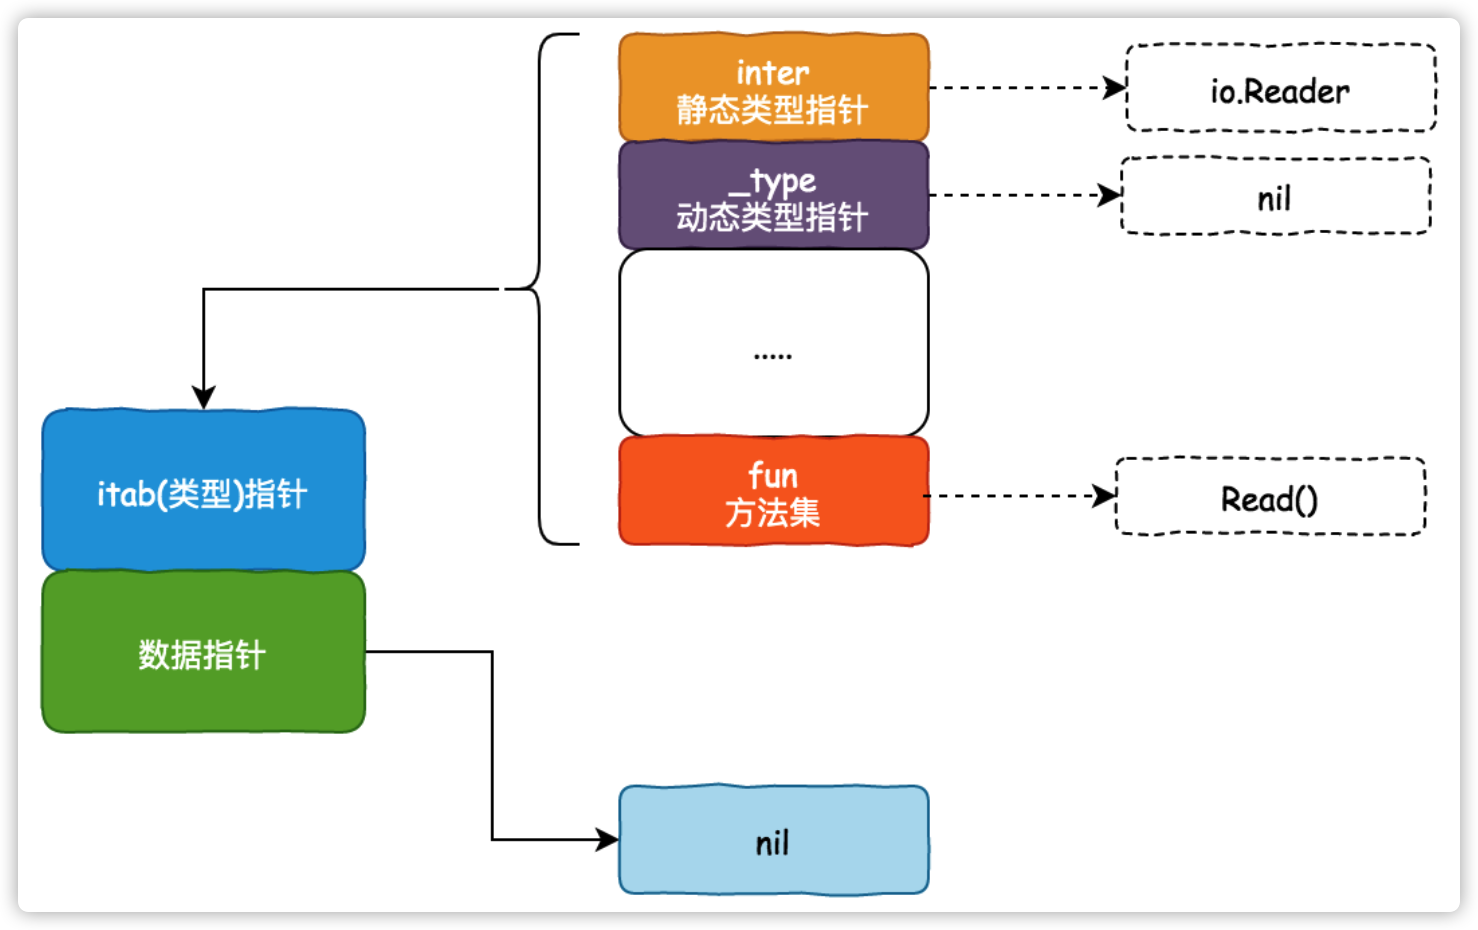 inter
静态类型指针
io.Reader
_type
动态类型指针
nil
.....
fun
方法集
Read()
itab(类型)指针
数据指针
nil